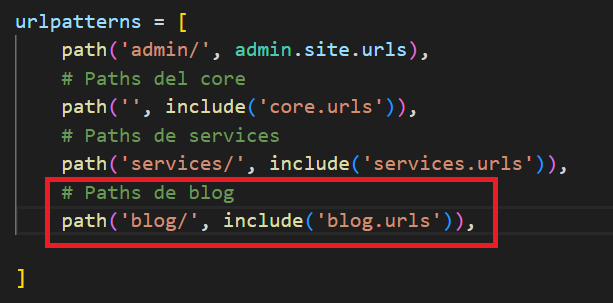 urlpatterns = [
path('admin/', admin.site.urls),
# Paths del core
path('', include('core.urls')),
# Paths de services
path('services/', include('services.urls')),
# Paths de blog
path('blog/', include('blog.urls')),
]